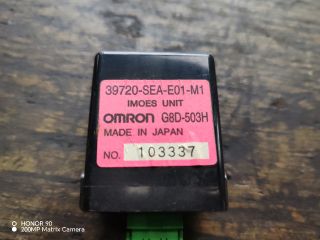 39720-SEA-E01-M1
IMOES UNIT
OMRON G8D-503H
MADE IN JAPAN
NO. 103337
HONOR 90
200MP Matrix Camera